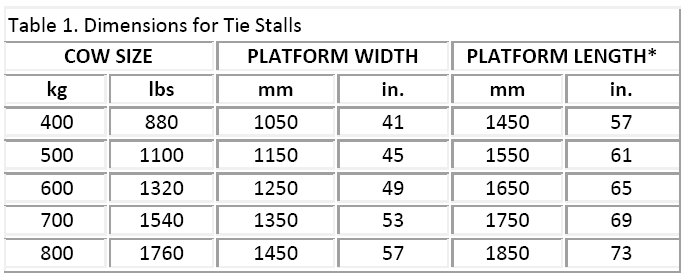 Table 1. Dimensions for Tie Stalls
COW SIZE PLATFORM WIDTH PLATFORM LENGTH*
kg lbs mm in. mm in.
400 880 1050 41 1450 57
500 1100 1150 45 1550 61
600 1320 1250 49 1650 65
700 1540 1350 53 1750 69
800 1760 1450 57 1850 73